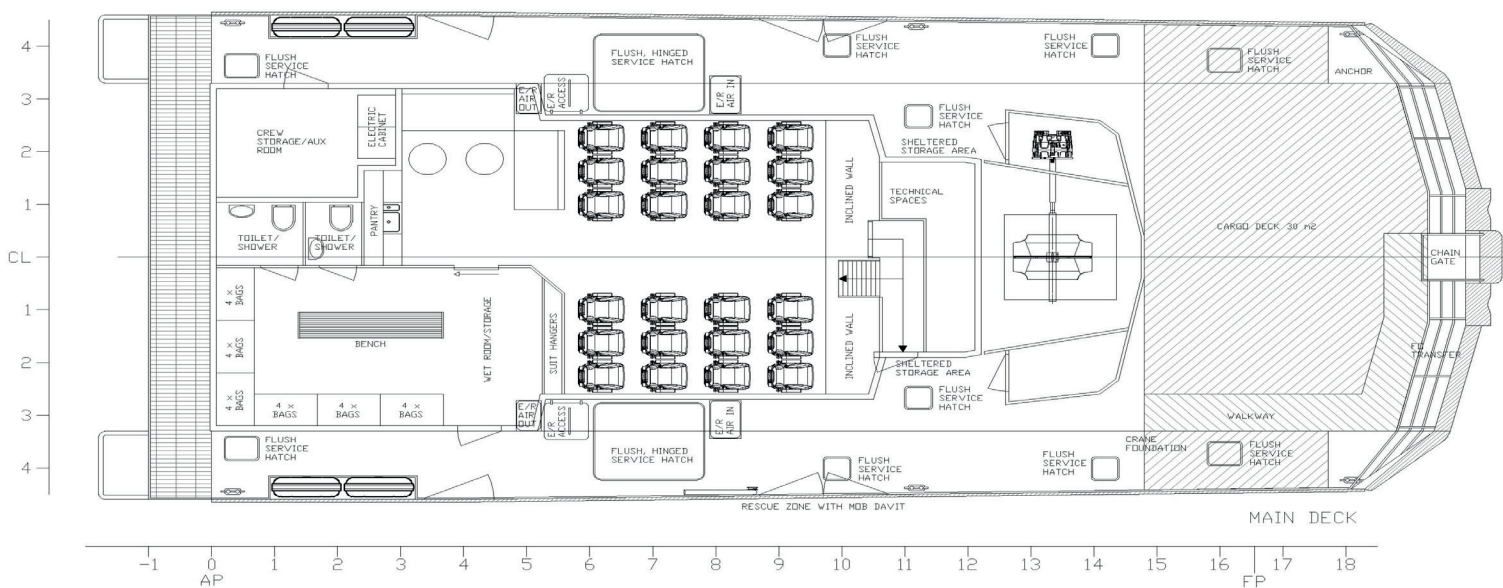 4
3
2
1
CL
1
2
3
4
FLUSH
SERVICE
HATCH
FLUSH, HINGED
SERVICE HATCH
FLUSH
SERVICE
HATCH
FLUSH
SERVICE
HATCH
FLUSH
SERVICE
HATCH
ANCHOR
E/R
AIR
OUT
E/R
ACCESS
E/R
AIR IN
CREW
STORAGE/AUX
ROOM
ELECTRIC
CABINET
FLUSH
SERVICE
HATCH
SHELTERED
STORAGE AREA
INCLINED WALL
TECHNICAL
SPACES
TOILET/
SHOWER
TOILET/
SHOWER
PANTRY
CARGO DECK 30 m2
CHAIN
GATE
4 x
BAGS
4 x
BAGS
4 x
BAGS
BENCH
WET ROOM/STORAGE
SUIT HANGERS
INCLINED WALL
SHELTERED
STORAGE AREA
TRANSFER
4 x
BAGS
4 x
BAGS
4 x
BAGS
E/R
AIR
OUT
E/R
ACCESS
E/R
AIR IN
FLUSH
SERVICE
HATCH
WALKWAY
CRANE
FOUNDATION
FLUSH
SERVICE
HATCH
FLUSH, HINGED
SERVICE HATCH
FLUSH
SERVICE
HATCH
FLUSH
SERVICE
HATCH
FLUSH
SERVICE
HATCH
RESCUE ZONE WITH MOB DAVIT
MAIN DECK
-1 0 1 2 3 4 5 6 7 8 9 10 11 12 13 14 15 16 17 18
AP FP